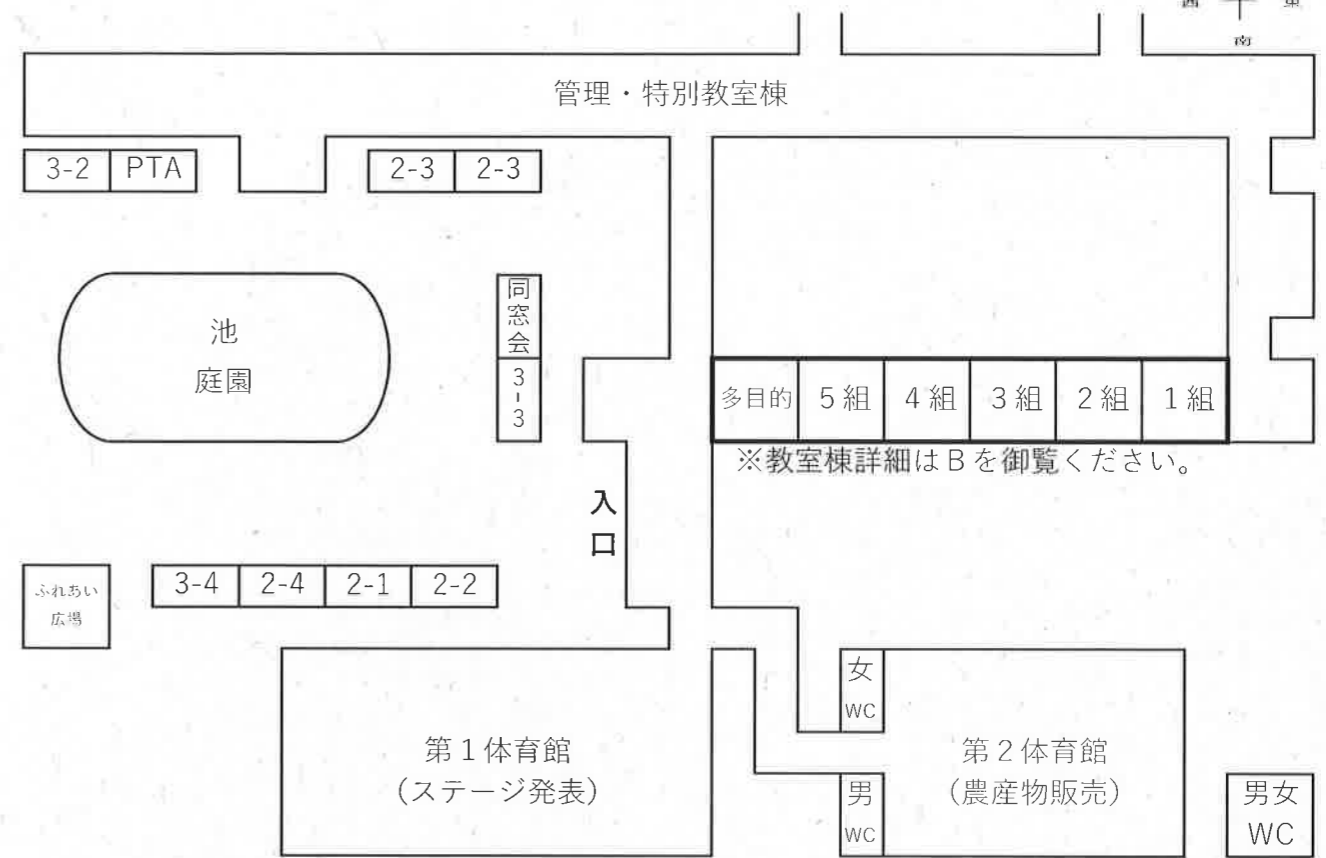 西 東
南
管理・特別教室棟
3-2 PTA 2-3 2-3
池
庭園
同窓会
3-3
多目的 5組 4組 3組 2組 1組
※教室棟詳細はBを御覧ください。
入口
ふれあい
広場
3-4 2-4 2-1 2-2
第1体育館
(ステージ発表)
女
WC
男
WC
第2体育館
(農産物販売)
男女
WC